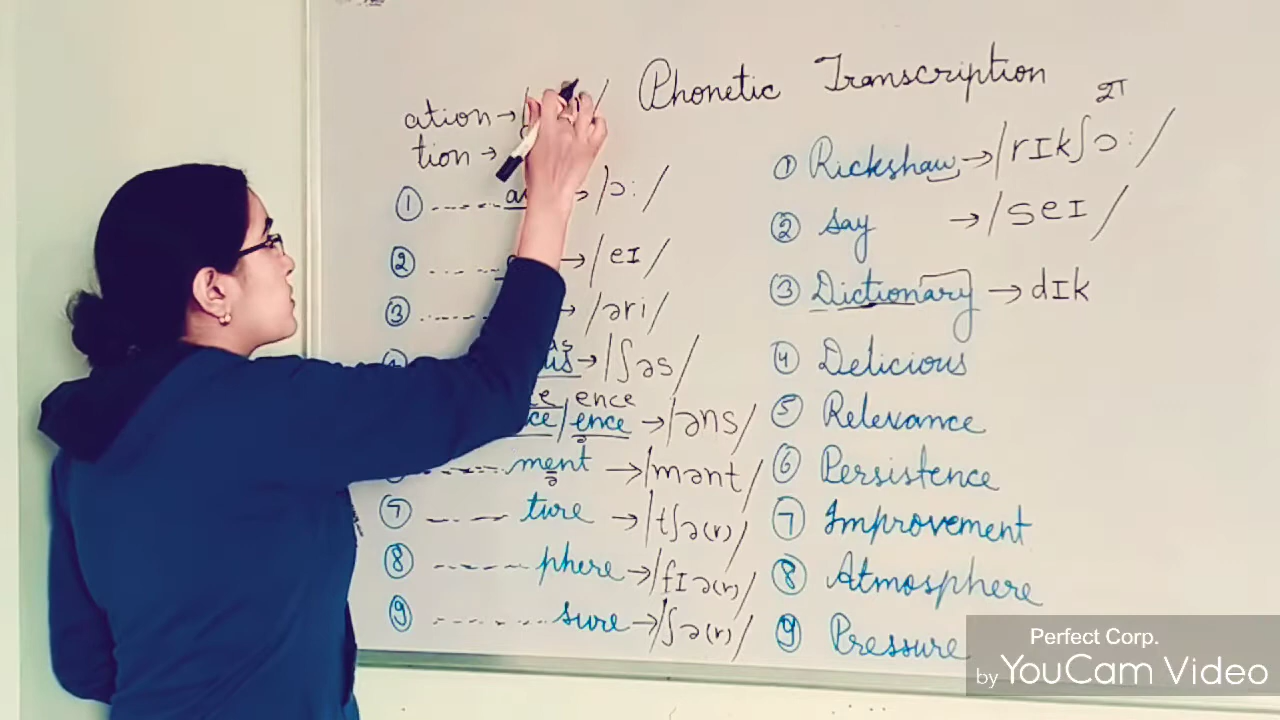 Phonetic Transcription
ation →
tion →
① ------ → /ɔː/
② ------ → /eɪ/
③ ------ → /əri/
→ /ʃəs/
ence
/ence → /əns/
ə
------ ment → /mənt/
ə
⑦ ------ ture → /tʃə(r)/
⑧ ------ phere → /fɪə(r)/
⑨ ------ sure → /ʃə(r)/
शा
① Rickshaw → /rɪkʃɔː/
② Say → /seɪ/
③ Dictionary → dɪk
④ Delicious
⑤ Relevance
⑥ Persistence
⑦ Improvement
⑧ Atmosphere
⑨ Pressure
Perfect Corp.
by YouCam Video